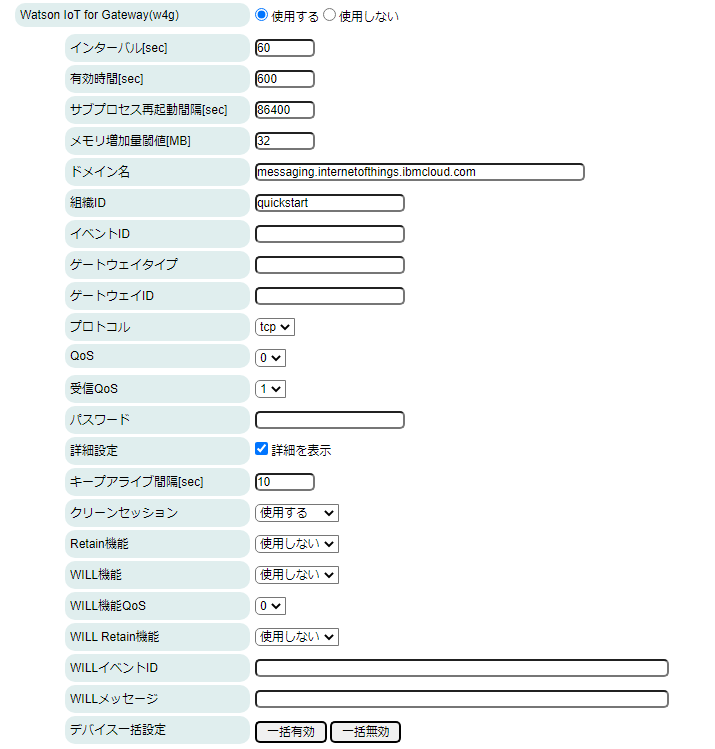 Watson IoT for Gateway(w4g) 使用する 使用しない
インターバル[sec] 60
有効時間[sec] 600
サブプロセス再起動間隔[sec] 86400
メモリ増加量閾値[MB] 32
ドメイン名 messaging.internetofthings.ibmcloud.com
組織ID quickstart
イベントID
ゲートウェイタイプ
ゲートウェイID
プロトコル tcp
QoS 0
受信QoS 1
パスワード
詳細設定 詳細を表示
キープアライブ間隔[sec] 10
クリーンセッション 使用する
Retain機能 使用しない
WILL機能 使用しない
WILL機能QoS 0
WILL Retain機能 使用しない
WILLイベントID
WILLメッセージ
デバイス一括設定 一括有効 一括無効